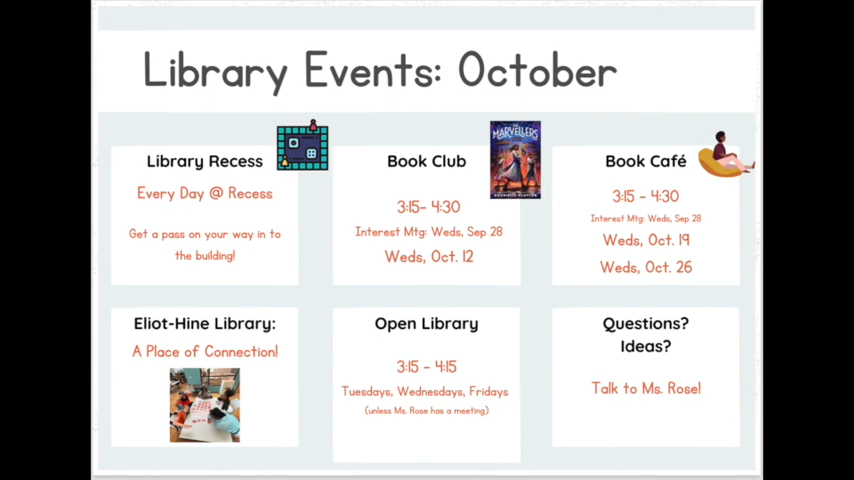 Library Events: October
Library Recess
Every Day @ Recess
Get a pass on your way in to
the building!
Book Club
3:15- 4:30
Interest Mtg: Weds, Sep 28
Weds, Oct. 12
MARVELLERS
Book Café
3:15 - 4:30
Interest Mtg: Weds, Sep 28
Weds, Oct. 19
Weds, Oct. 26
Eliot-Hine Library:
A Place of Connection!
Open Library
3:15 - 4:15
Tuesdays, Wednesdays, Fridays
(unless Ms. Rose has a meeting)
Questions?
Ideas?
Talk to Ms. Rose!